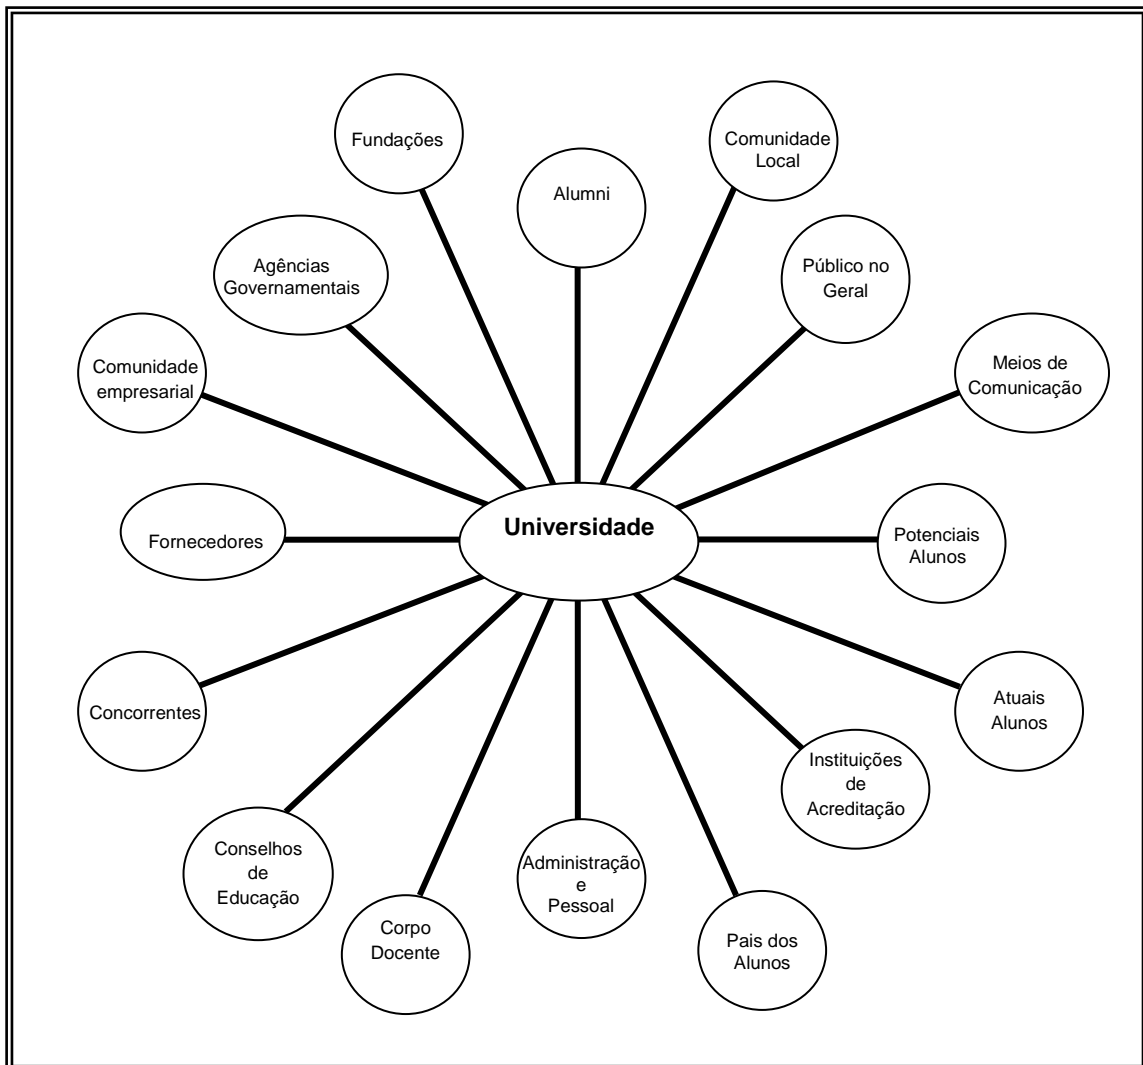 Fundações
Comunidade
Local
Alumni
Agências
Governamentais
Público no
Geral
Comunidade
empresarial
Meios de
Comunicação
Universidade
Fornecedores
Potenciais
Alunos
Concorrentes
Atuais
Alunos
Instituições
de
Acreditação
Conselhos
de
Educação
Administração
e
Pessoal
Corpo
Docente
Pais dos
Alunos